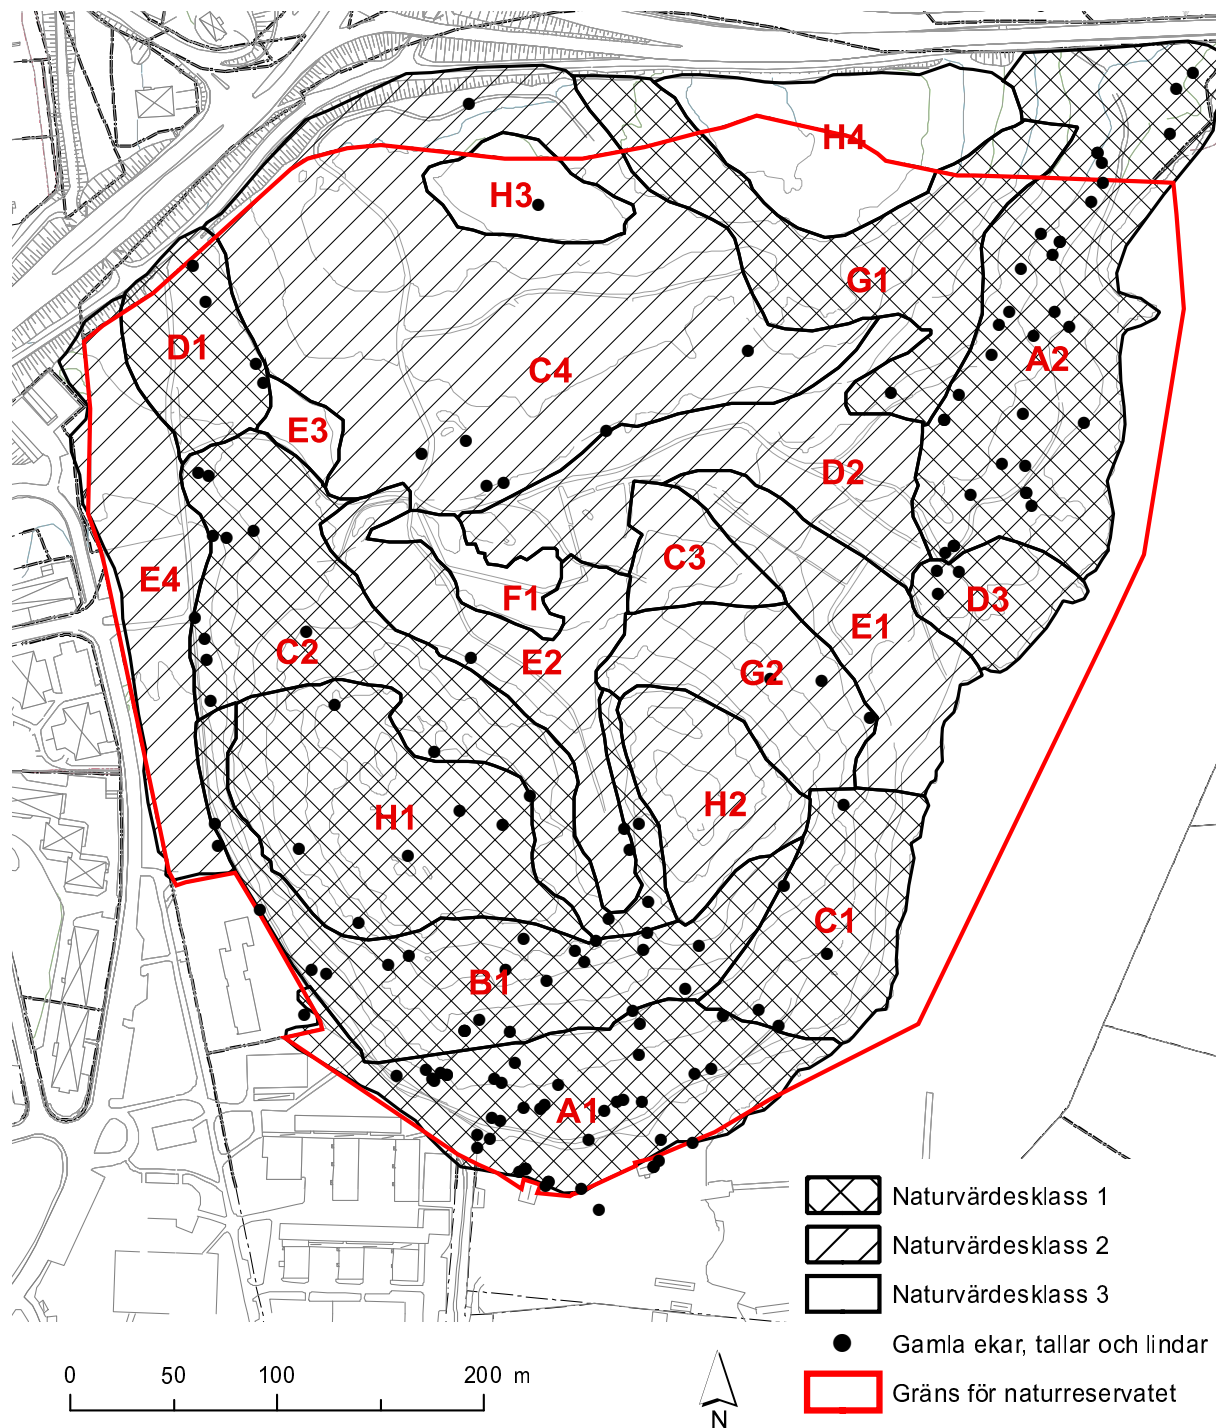 H4
H3
G1
D1
A2
C4
E3
D2
C3
E4
F1
D3
E1
C2
E2
G2
H2
H1
C1
B1
A1
Naturvärdesklass 1
Naturvärdesklass 2
Naturvärdesklass 3
Gamla ekar, tallar och lindar
Gräns för naturreservatet
0 50 100 200 m
N